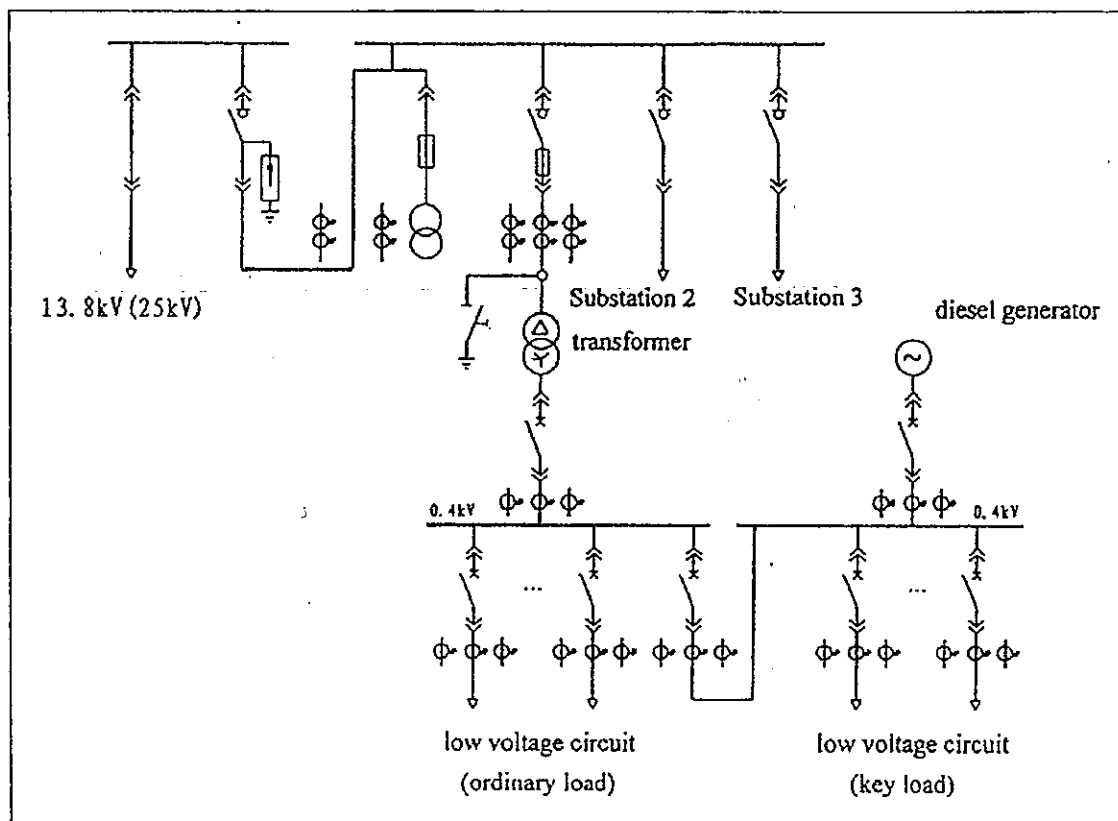 13. 8kV (25kV)
Substation 2
Substation 3
transformer
diesel generator
~
0. 4kV
0. 4kV
...
...
low voltage circuit
(ordinary load)
low voltage circuit
(key load)